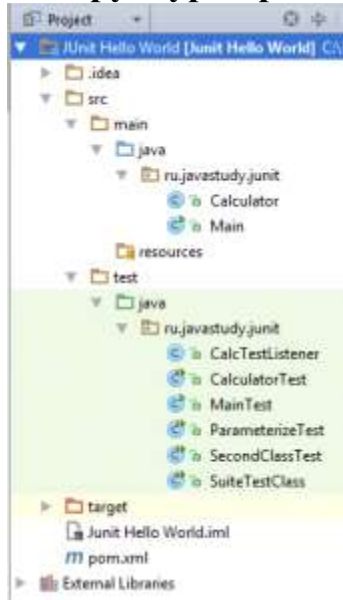 Project
JUnit Hello World [Junit Hello World] C:\
.idea
src
main
java
ru.javastudy.junit
Calculator
Main
resources
test
java
ru.javastudy.junit
CalcTestListener
CalculatorTest
MainTest
ParameterizeTest
SecondClassTest
SuiteTestClass
target
Junit Hello World.iml
pom.xml
External Libraries